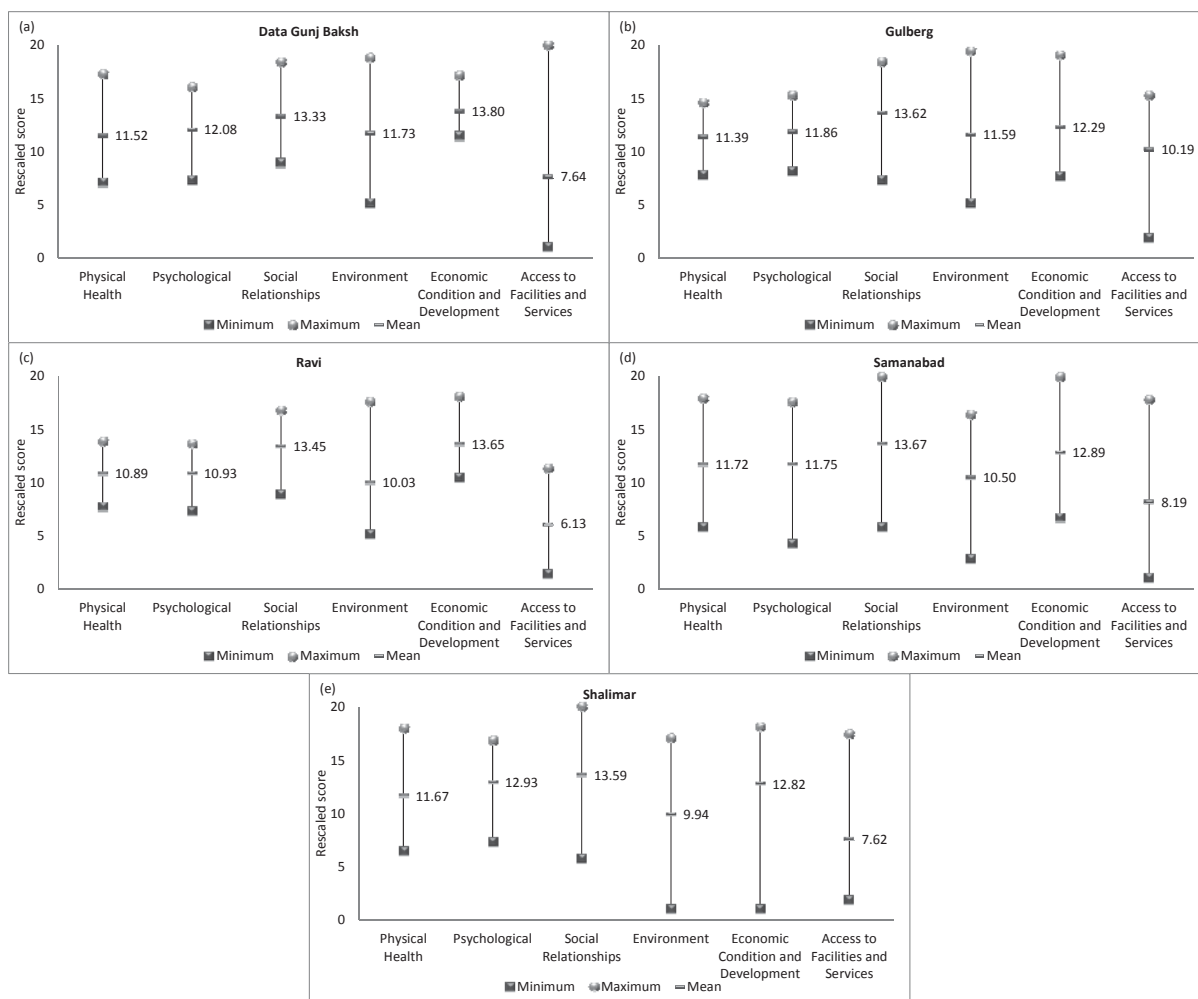 (a)
Data Gunj Baksh
20
15
10
5
0
Rescaled score
11.52
12.08
13.33
11.73
13.80
7.64
Physical Health
Psychological
Social Relationships
Environment
Economic Condition and Development
Access to Facilities and Services
Minimum Maximum Mean
(b)
Gulberg
20
15
10
5
0
Rescaled score
11.39
11.86
13.62
11.59
12.29
10.19
Physical Health
Psychological
Social Relationships
Environment
Economic Condition and Development
Access to Facilities and Services
Minimum Maximum Mean
(c)
Ravi
20
15
10
5
0
Rescaled score
10.89
10.93
13.45
10.03
13.65
6.13
Physical Health
Psychological
Social Relationships
Environment
Economic Condition and Development
Access to Facilities and Services
Minimum Maximum Mean
(d)
Samanabad
20
15
10
5
0
Rescaled score
11.72
11.75
13.67
10.50
12.89
8.19
Physical Health
Psychological
Social Relationships
Environment
Economic Condition and Development
Access to Facilities and Services
Minimum Maximum Mean
(e)
Shalimar
20
15
10
5
0
Rescaled score
11.67
12.93
13.59
9.94
12.82
7.62
Physical Health
Psychological
Social Relationships
Environment
Economic Condition and Development
Access to Facilities and Services
Minimum Maximum Mean